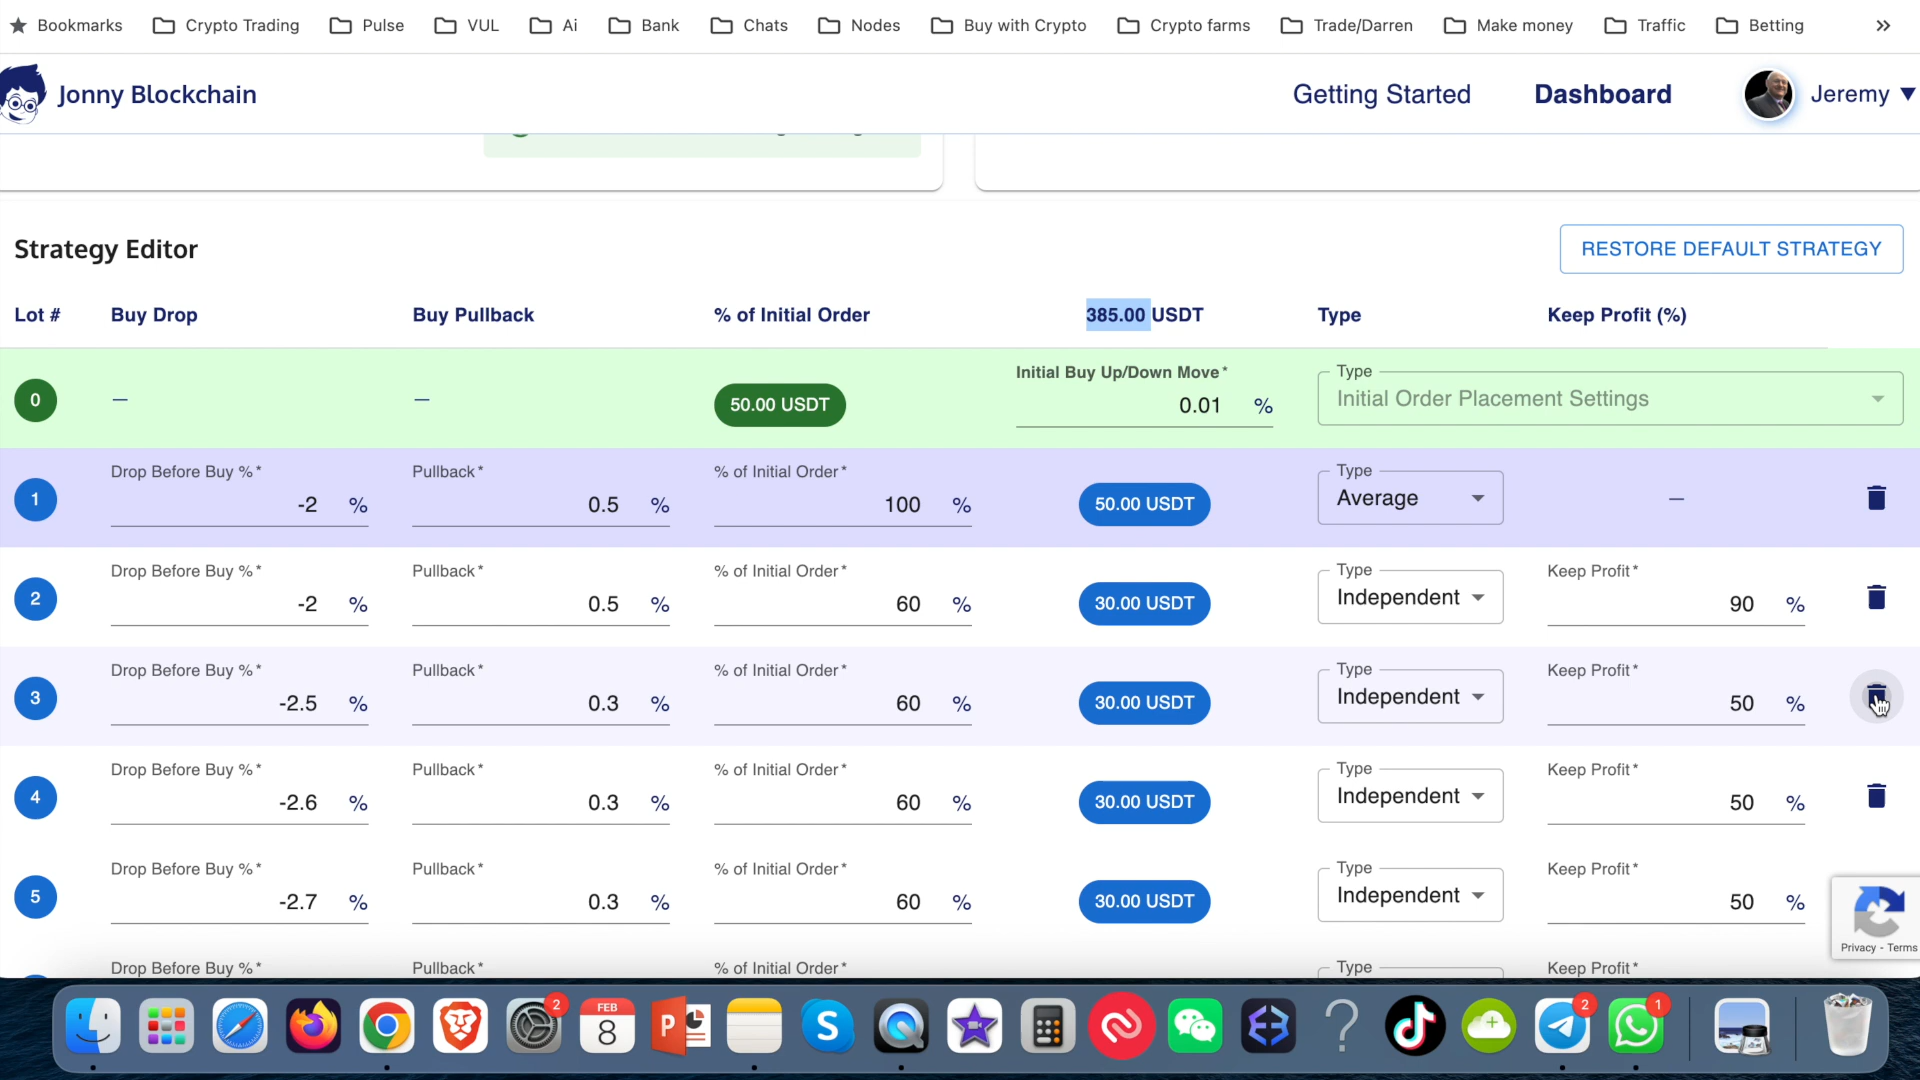 Bookmarks Crypto Trading Pulse VUL Ai Bank Chats Nodes Buy with Crypto Crypto farms Trade/Darren Make money Traffic Betting »
Jonny Blockchain Getting Started Dashboard Jeremy
Strategy Editor RESTORE DEFAULT STRATEGY
Lot # Buy Drop Buy Pullback % of Initial Order 385.00 USDT Type Keep Profit (%)
Initial Buy Up/Down Move* Type
0 — — 50.00 USDT 0.01 % Initial Order Placement Settings
Drop Before Buy %* Pullback* % of Initial Order* Type
1 -2 % 0.5 % 100 % 50.00 USDT Average —
Drop Before Buy %* Pullback* % of Initial Order* Type Keep Profit*
2 -2 % 0.5 % 60 % 30.00 USDT Independent 90 %
Drop Before Buy %* Pullback* % of Initial Order* Type Keep Profit*
3 -2.5 % 0.3 % 60 % 30.00 USDT Independent 50 %
Drop Before Buy %* Pullback* % of Initial Order* Type Keep Profit*
4 -2.6 % 0.3 % 60 % 30.00 USDT Independent 50 %
Drop Before Buy %* Pullback* % of Initial Order* Type Keep Profit*
5 -2.7 % 0.3 % 60 % 30.00 USDT Independent 50 %
Privacy - Terms
Drop Before Buy %* Pullback* % of Initial Order* Type Keep Profit*
2 FEB 2 1
8 P S ?